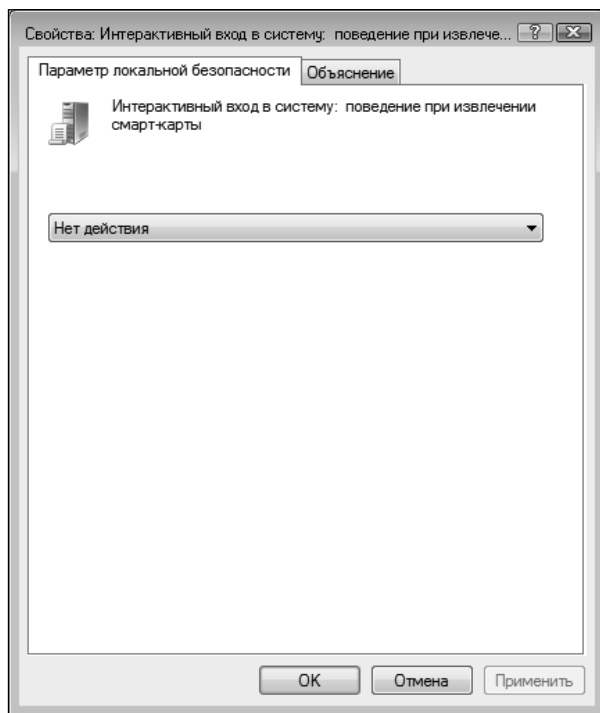 Свойства: Интерактивный вход в систему: поведение при извлече...
Параметр локальной безопасности
Объяснение
Интерактивный вход в систему: поведение при извлечении
смарт-карты
Нет действия
OK
Отмена
Применить